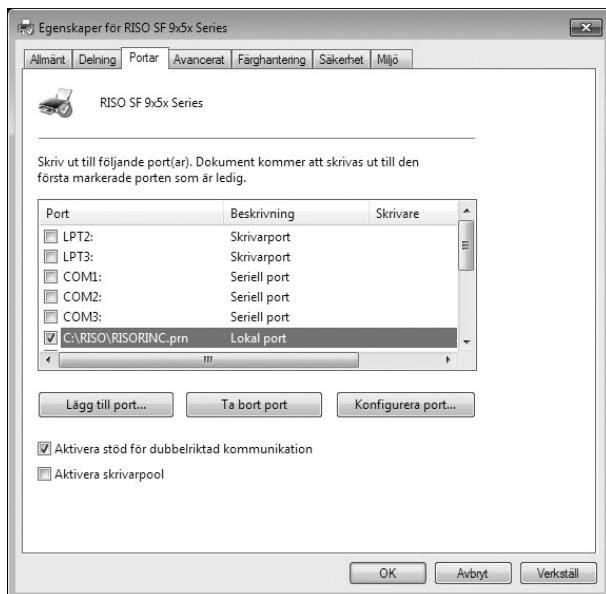 Egenskaper för RISO SF 9x5x Series
Allmänt Delning Portar Avancerat Färghantering Säkerhet Miljö
RISO SF 9x5x Series
Skriv ut till följande port(ar). Dokument kommer att skrivas ut till den
första markerade porten som är ledig.
Port Beskrivning Skrivare
LPT2: Skrivarport
LPT3: Skrivarport
COM1: Seriell port
COM2: Seriell port
COM3: Seriell port
C:\RISO\RISORINC.prn Lokal port
Lägg till port... Ta bort port Konfigurera port...
Aktivera stöd för dubbelriktad kommunikation
Aktivera skrivarpool
OK Avbryt Verkställ